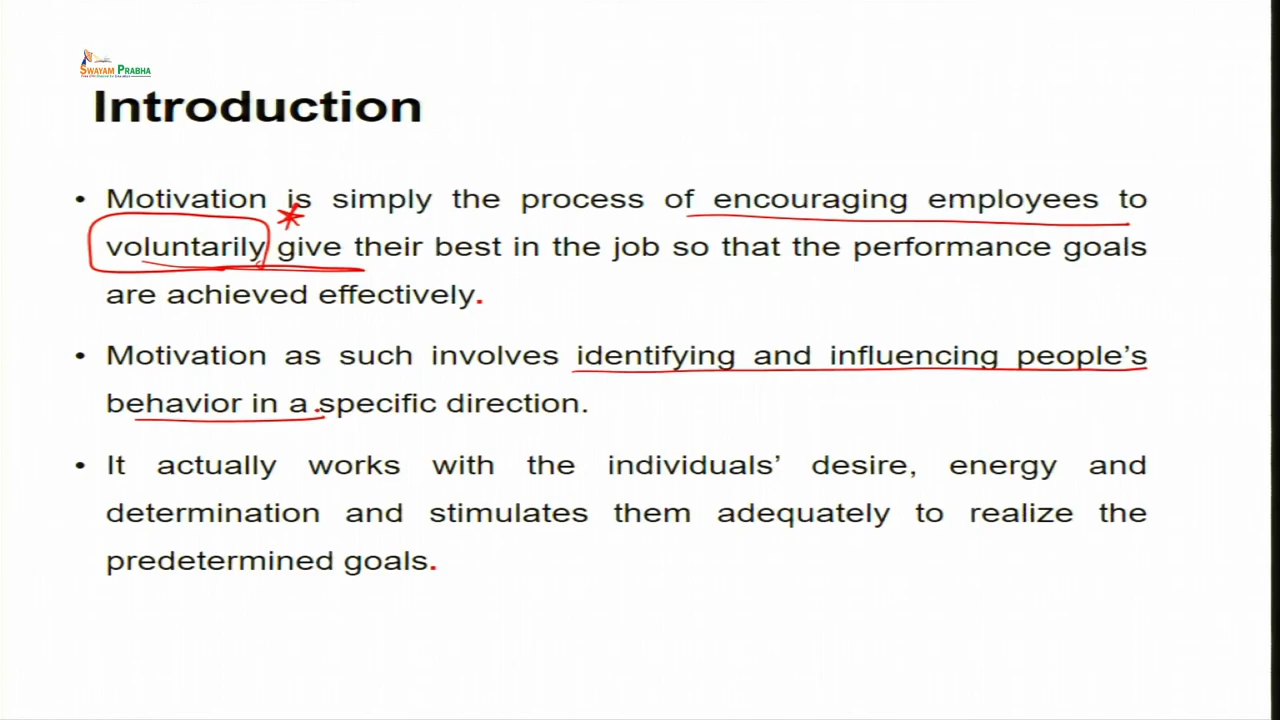 SWAYAM PRABHA
Introduction
• Motivation is simply the process of encouraging employees to
voluntarily give their best in the job so that the performance goals
are achieved effectively.
• Motivation as such involves identifying and influencing people’s
behavior in a specific direction.
• It actually works with the individuals’ desire, energy and
determination and stimulates them adequately to realize the
predetermined goals.